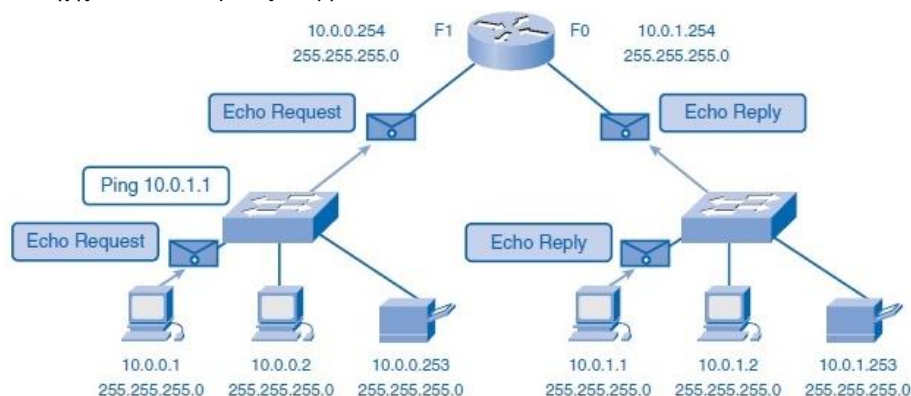 10.0.0.254 F1 F0 10.0.1.254
255.255.255.0 255.255.255.0
Echo Request Echo Reply
Ping 10.0.1.1
Echo Request Echo Reply
10.0.0.1 10.0.0.2 10.0.0.253 10.0.1.1 10.0.1.2 10.0.1.253
255.255.255.0 255.255.255.0 255.255.255.0 255.255.255.0 255.255.255.0 255.255.255.0